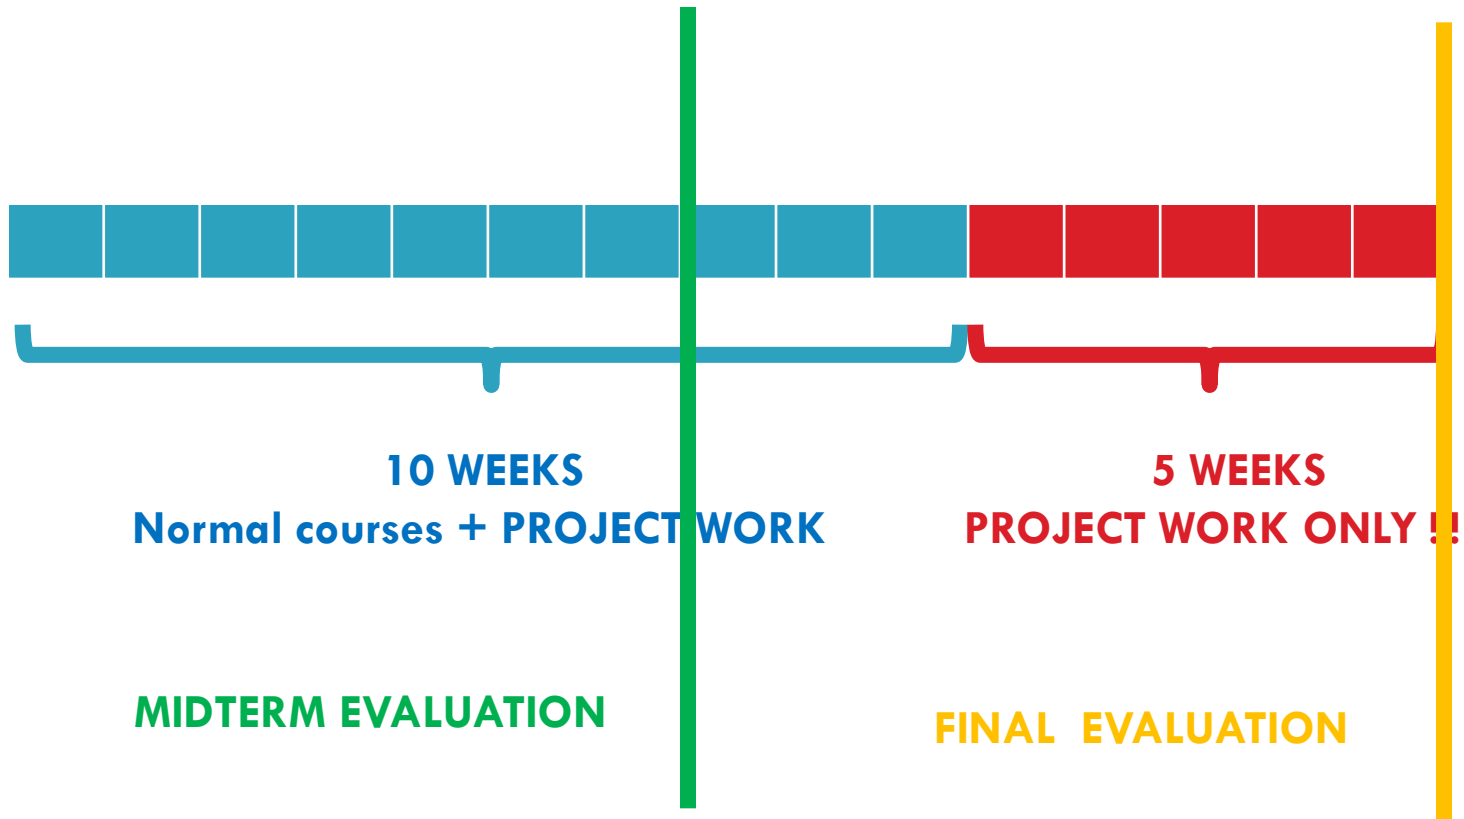 10 WEEKS
Normal courses + PROJECT WORK
5 WEEKS
PROJECT WORK ONLY !!
MIDTERM EVALUATION
FINAL EVALUATION